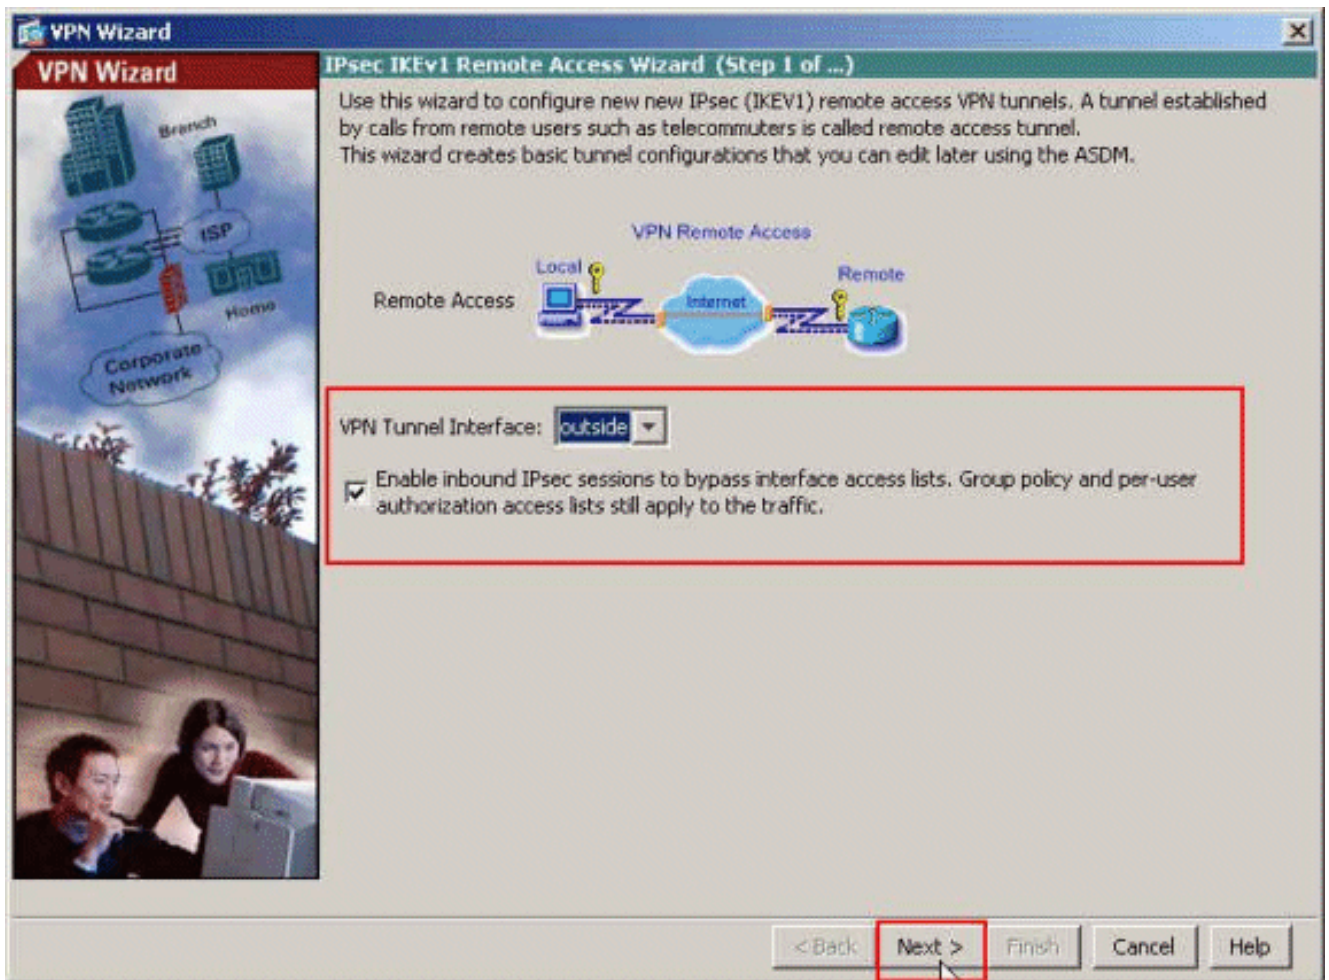 VPN Wizard
VPN Wizard
IPsec IKEv1 Remote Access Wizard (Step 1 of ...)
Use this wizard to configure new new IPsec (IKEV1) remote access VPN tunnels. A tunnel established
by calls from remote users such as telecommuters is called remote access tunnel.
This wizard creates basic tunnel configurations that you can edit later using the ASDM.
Branch
ISP
Home
Corporate
Network
VPN Remote Access
Local
Remote
Remote Access
Internet
VPN Tunnel Interface: outside
Enable inbound IPsec sessions to bypass interface access lists. Group policy and per-user
authorization access lists still apply to the traffic.
< Back Next > Finish Cancel Help